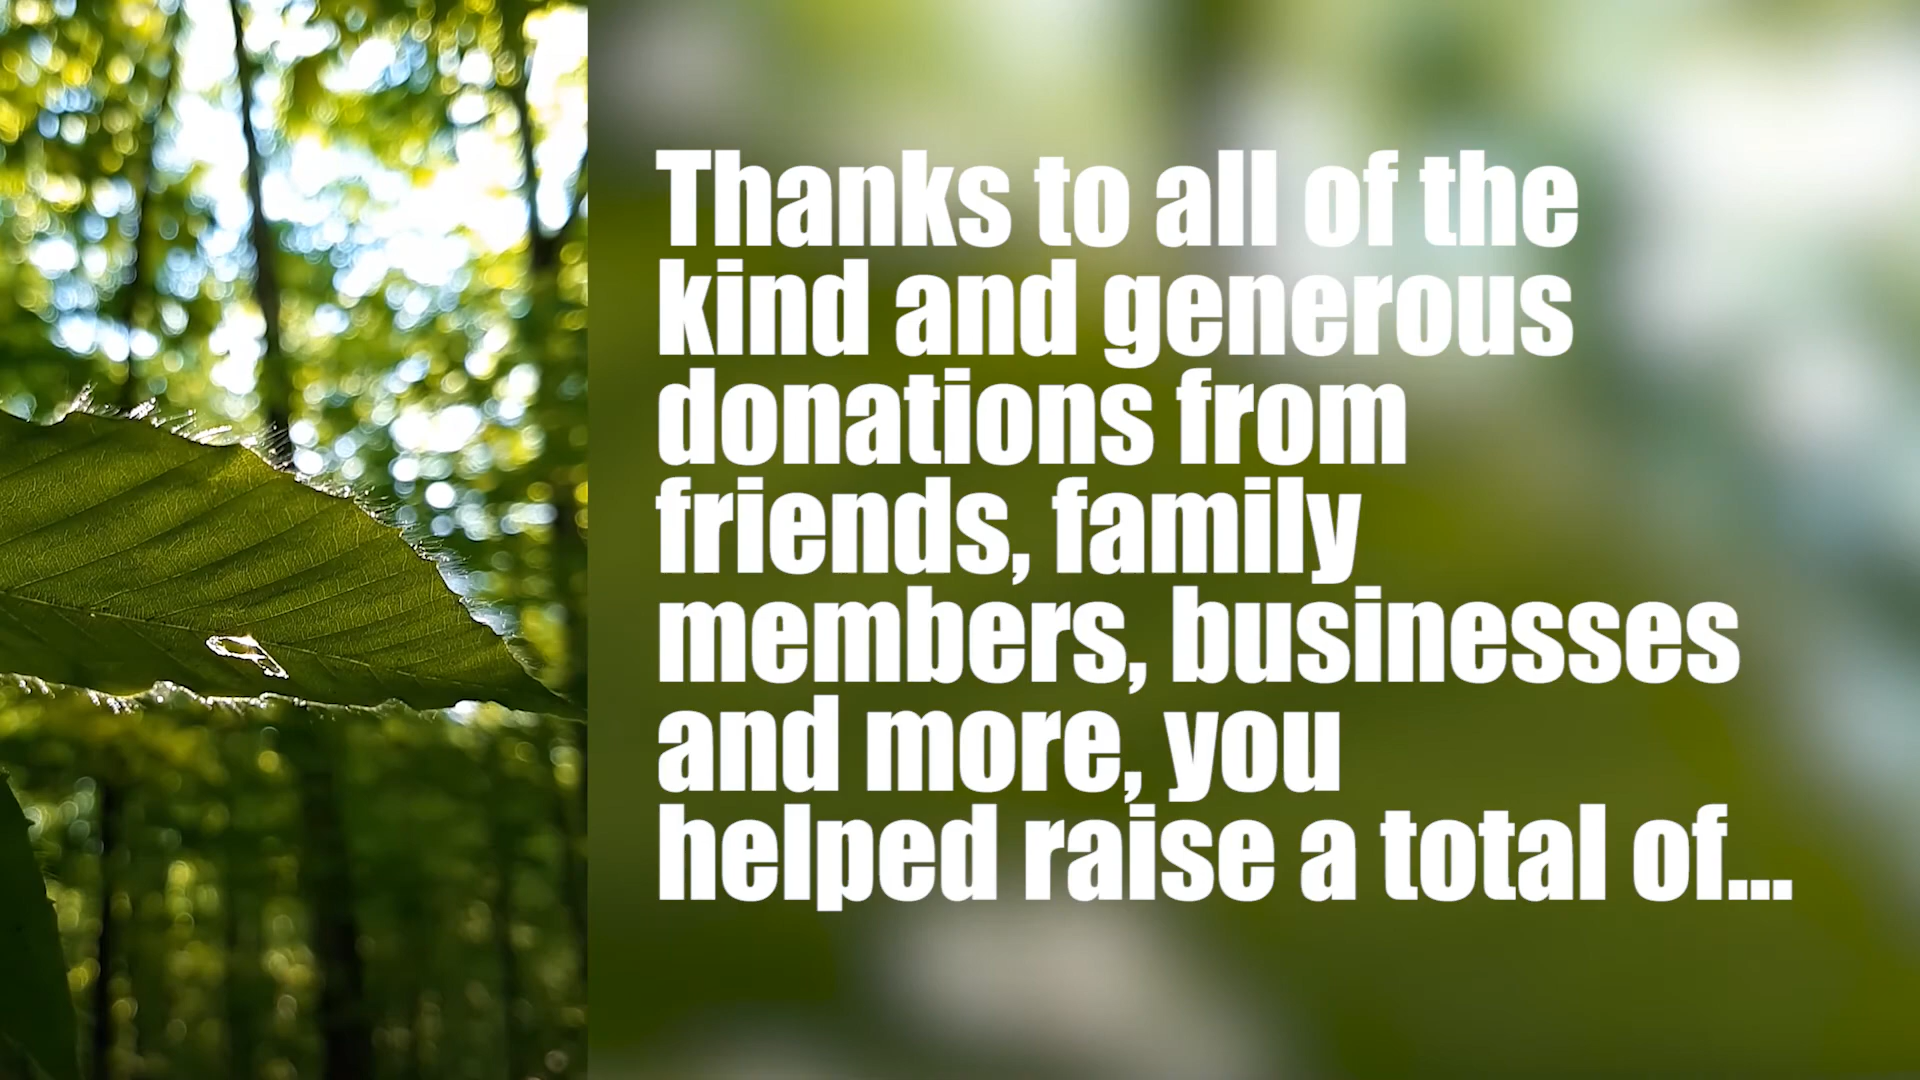 Thanks to all of the
kind and generous
donations from
friends, family
members, businesses
and more, you
helped raise a total of...